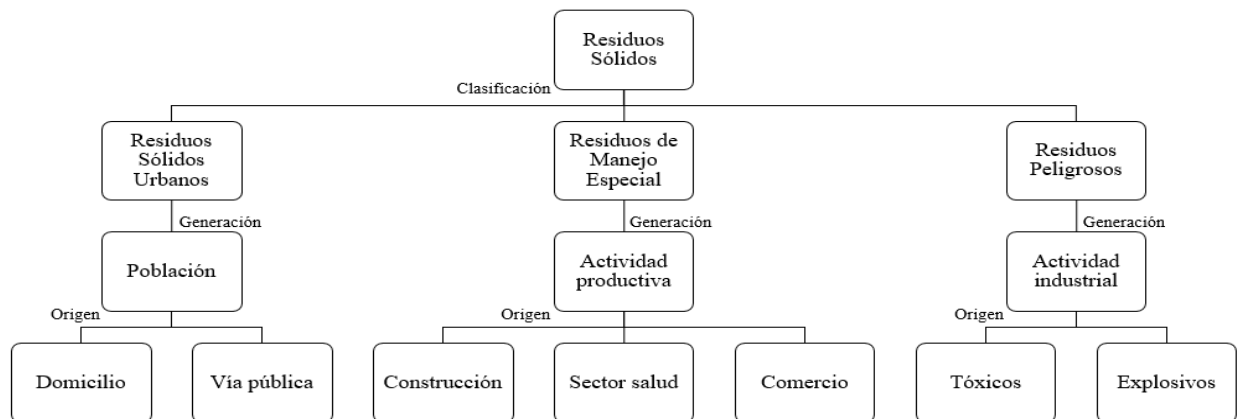 Residuos
Sólidos
Clasificación
Residuos
Sólidos
Urbanos
Residuos de
Manejo
Especial
Residuos
Peligrosos
Generación
Generación
Generación
Población
Actividad
productiva
Actividad
industrial
Origen
Origen
Origen
Domicilio
Vía pública
Construcción
Sector salud
Comercio
Tóxicos
Explosivos